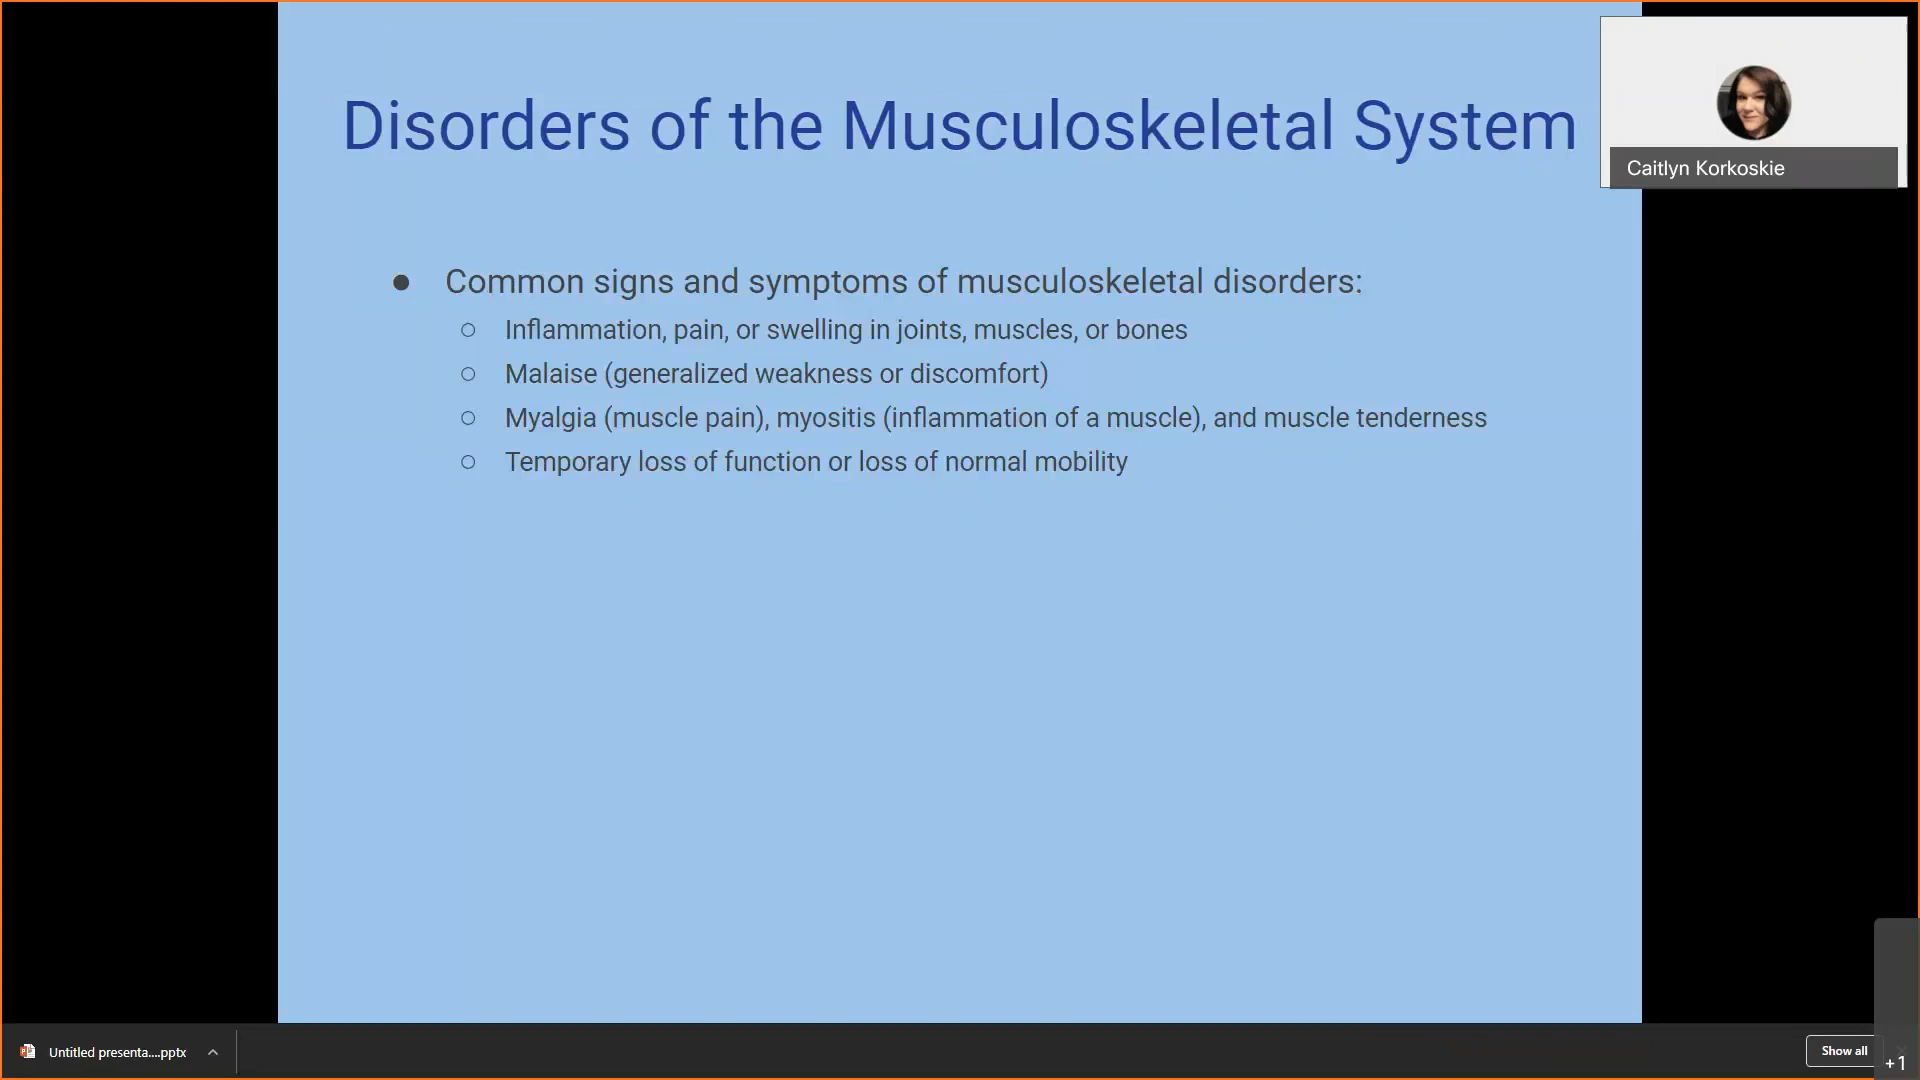 Disorders of the Musculoskeletal System
Caitlyn Korkoskie
● Common signs and symptoms of musculoskeletal disorders:
○ Inflammation, pain, or swelling in joints, muscles, or bones
○ Malaise (generalized weakness or discomfort)
○ Myalgia (muscle pain), myositis (inflammation of a muscle), and muscle tenderness
○ Temporary loss of function or loss of normal mobility
Untitled presenta....pptx
Show all
+1